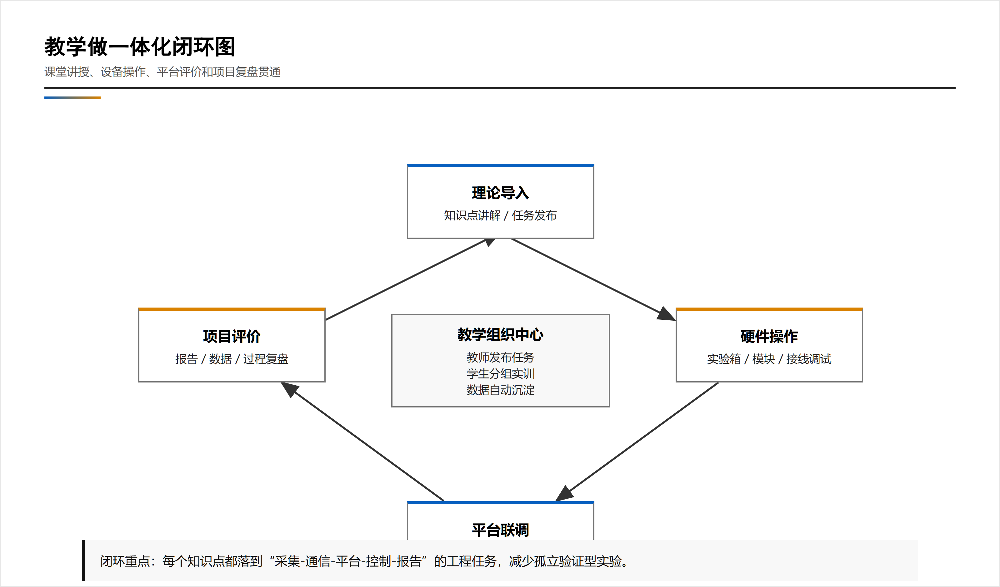 教学做一体化闭环图
课堂讲授、设备操作、平台评价和项目复盘贯通
理论导入
知识点讲解 / 任务发布
项目评价
报告 / 数据 / 过程复盘
教学组织中心
教师发布任务
学生分组实训
数据自动沉淀
硬件操作
实验箱 / 模块 / 接线调试
平台联调
闭环重点：每个知识点都落到“采集-通信-平台-控制-报告”的工程任务，减少孤立验证型实验。